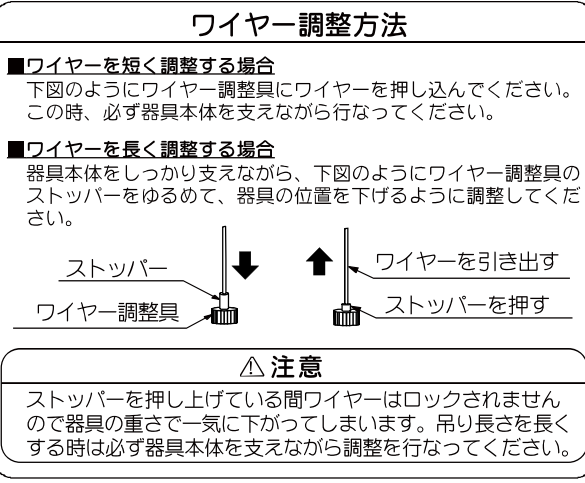 ワイヤー調整方法
■ワイヤーを短く調整する場合
下図のようにワイヤー調整具にワイヤーを押し込んでください。
この時、必ず器具本体を支えながら行なってください。
■ワイヤーを長く調整する場合
器具本体をしっかり支えながら、下図のようにワイヤー調整具の
ストッパーをゆるめて、器具の位置を下げるように調整してくだ
さい。
ストッパー
ワイヤー調整具
ワイヤーを引き出す
ストッパーを押す
⚠注意
ストッパーを押し上げている間ワイヤーはロックされません
ので器具の重さで一気に下がってしまいます。吊り長さを長く
する時は必ず器具本体を支えながら調整を行なってください。